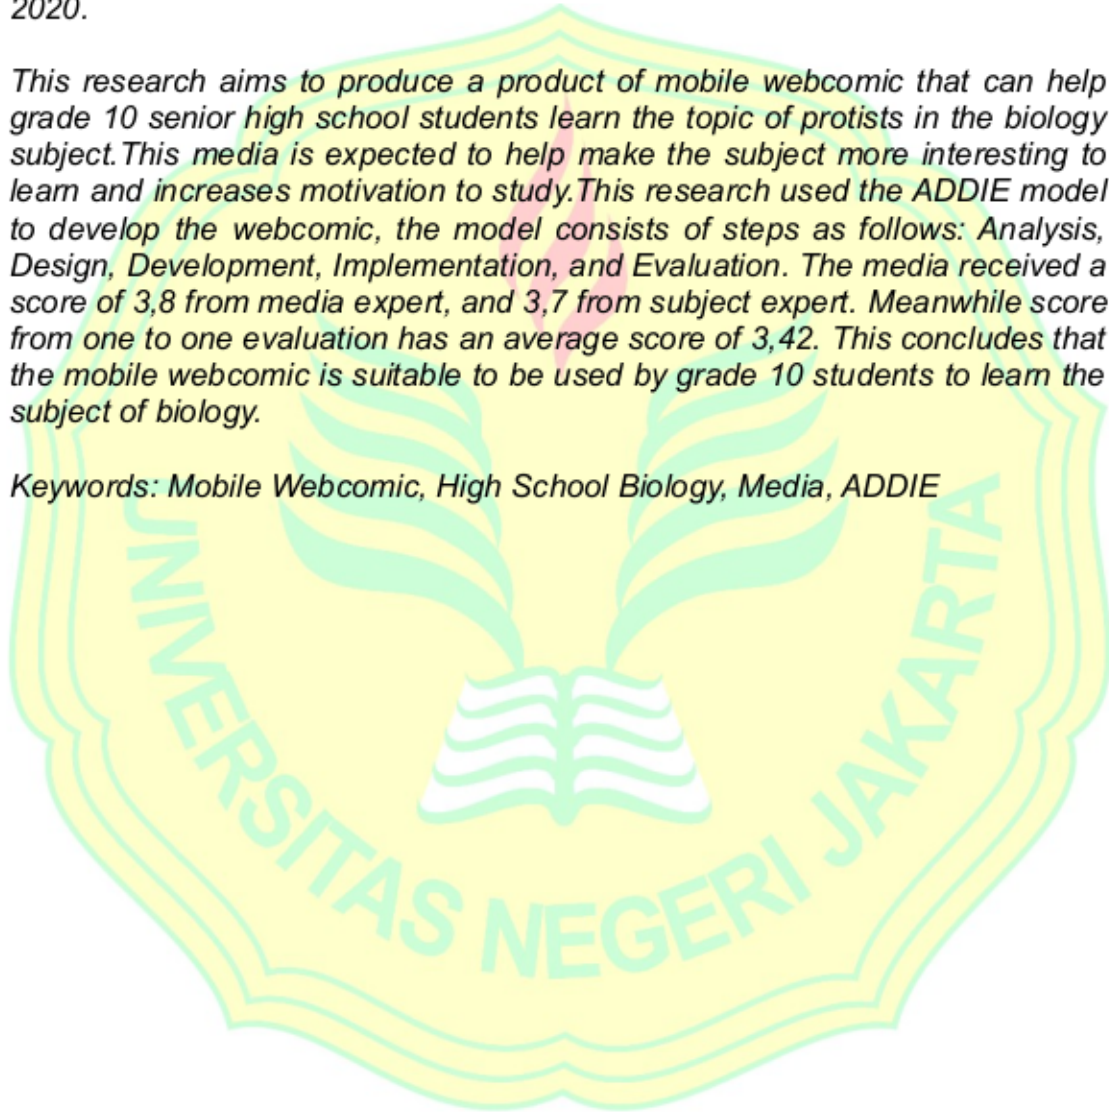 2020.
This research aims to produce a product of mobile webcomic that can help
grade 10 senior high school students learn the topic of protists in the biology
subject.This media is expected to help make the subject more interesting to
learn and increases motivation to study.This research used the ADDIE model
to develop the webcomic, the model consists of steps as follows: Analysis,
Design, Development, Implementation, and Evaluation. The media received a
score of 3,8 from media expert, and 3,7 from subject expert. Meanwhile score
from one to one evaluation has an average score of 3,42. This concludes that
the mobile webcomic is suitable to be used by grade 10 students to learn the
subject of biology.
Keywords: Mobile Webcomic, High School Biology, Media, ADDIE
UNIVERSITAS NEGERI JAKARTA